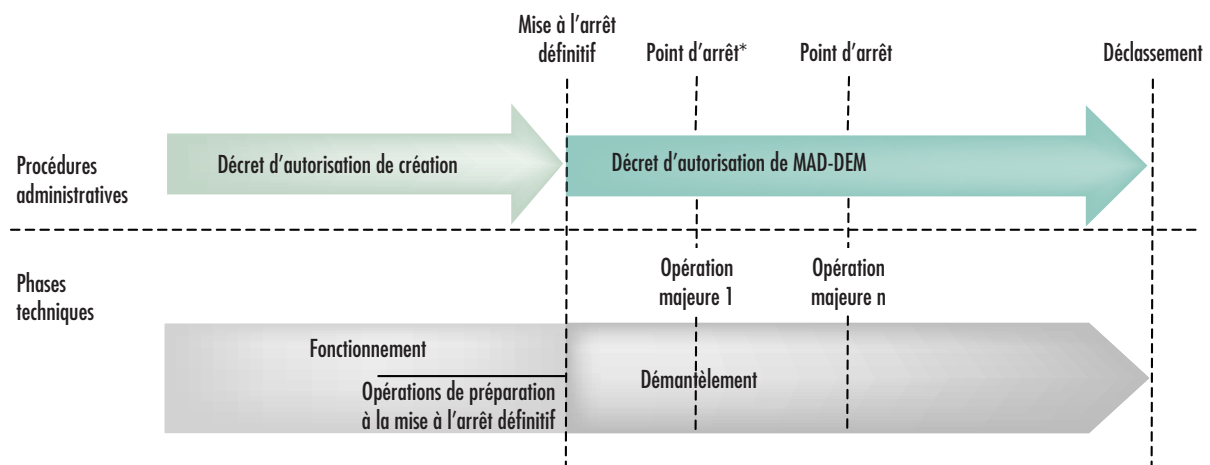 Mise à l'arrêt
définitif
Point d'arrêt*
Point d'arrêt
Déclassement
Procédures
administratives
Décret d'autorisation de création
Décret d'autorisation de MAD-DEM
Phases
techniques
Opération
majeure 1
Opération
majeure n
Fonctionnement
Opérations de préparation
à la mise à l'arrêt définitif
Démantèlement